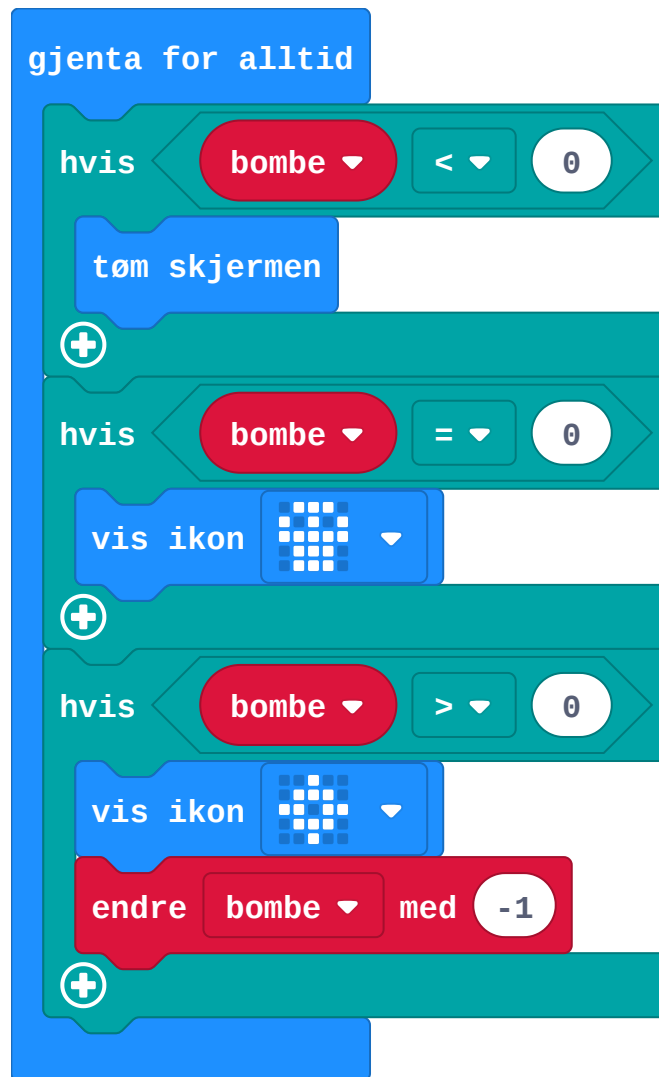 gjenta for alltid
hvis bombe < 0
tøm skjermen
hvis bombe = 0
vis ikon
hvis bombe > 0
vis ikon
endre bombe med -1